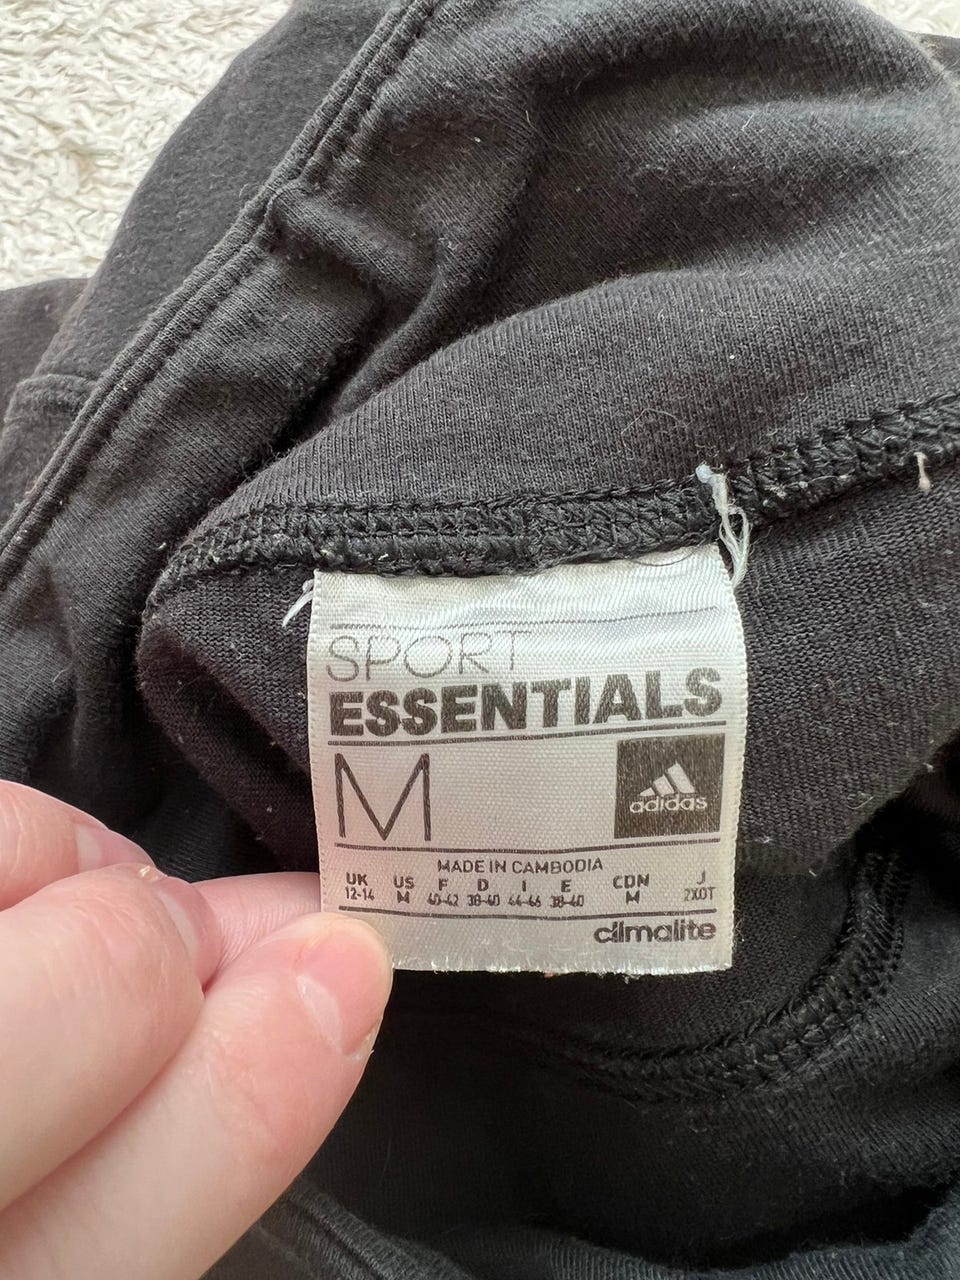 SPORT
ESSENTIALS
M
adidas
MADE IN CAMBODIA
UK US F D I E CDN J
12-14 M 40-42 38-40 44-46 38-40 M 2XOT
climalite